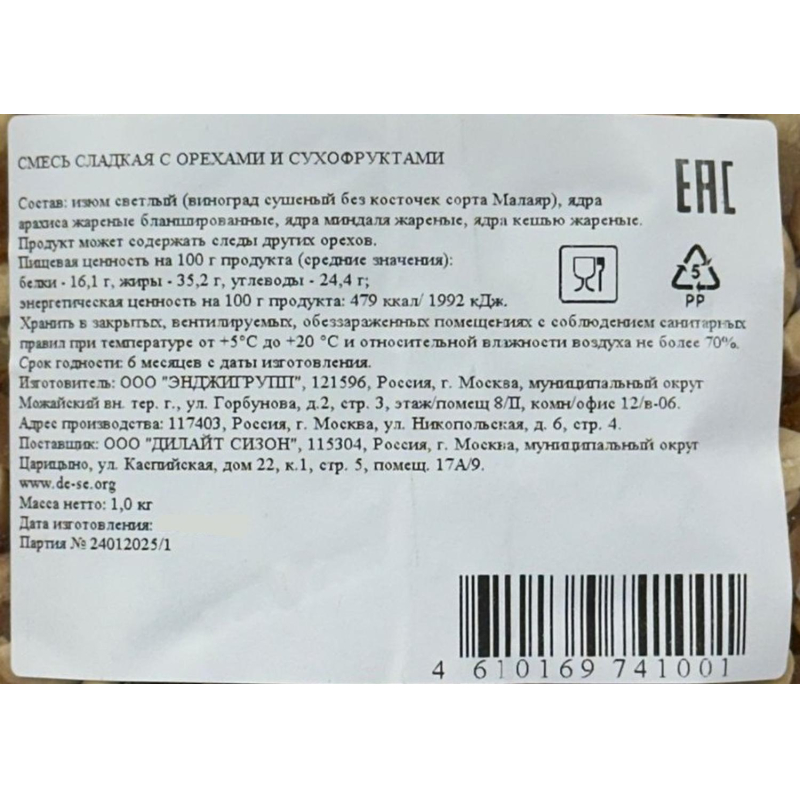 СМЕСЬ СЛАДКАЯ С ОРЕХАМИ И СУХОФРУКТАМИ
EAC
Состав: изюм светлый (виноград сушеный без косточек сорта Малаяр), ядра
арахиса жареные бланшированные, ядра миндаля жареные, ядра кешью жареные.
Продукт может содержать следы других орехов.
Пищевая ценность на 100 г продукта (средние значения):
белки - 16,1 г, жиры - 35,2 г, углеводы - 24,4 г;
энергетическая ценность на 100 г продукта: 479 ккал/ 1992 кДж.
5
PP
Хранить в закрытых, вентилируемых, обеззараженных помещениях с соблюдением санитарных
правил при температуре от +5°C до +20 °C и относительной влажности воздуха не более 70%.
Срок годности: 6 месяцев с даты изготовления.
Изготовитель: ООО "ЭНДЖИГРУПП", 121596, Россия, г. Москва, муниципальный округ
Можайский вн. тер. г., ул. Горбунова, д.2, стр. 3, этаж/помещ 8/II, комн/офис 12/в-06.
Адрес производства: 117403, Россия, г. Москва, ул. Никопольская, д. 6, стр. 4.
Поставщик: ООО "ДИЛАЙТ СИЗОН", 115304, Россия, г. Москва, муниципальный округ
Царицыно, ул. Каспийская, дом 22, к.1, стр. 5, помещ. 17А/9.
www.de-se.org
Масса нетто: 1,0 кг
Дата изготовления:
Партия № 24012025/1
4 610169 741001